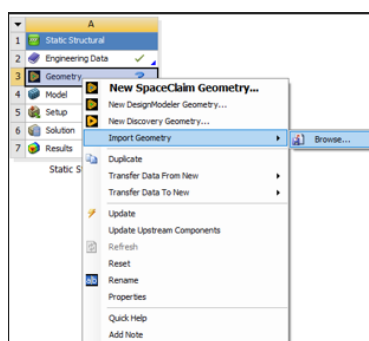 A
1 Static Structural
2 Engineering Data
3 Geometry
4 Model
5 Setup
6 Solution
7 Results
Static S
New SpaceClaim Geometry...
New DesignModeler Geometry...
New Discovery Geometry...
Import Geometry
Browse...
Duplicate
Transfer Data From New
Transfer Data To New
Update
Update Upstream Components
Refresh
Reset
Rename
Properties
Quick Help
Add Note